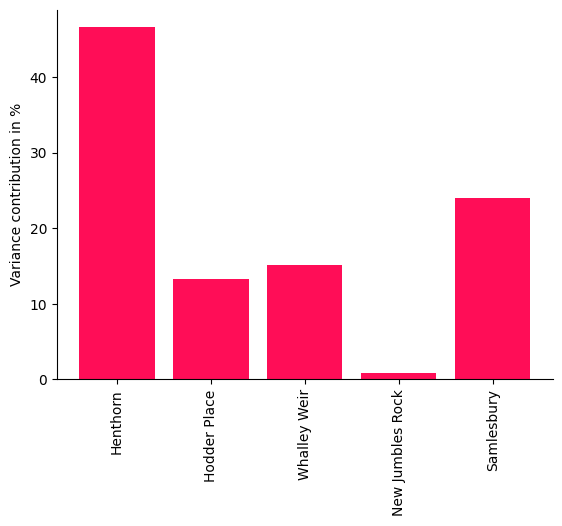 Variance contribution in %
40
30
20
10
0
Henthorn
Hodder Place
Whalley Weir
New Jumbles Rock
Samlesbury